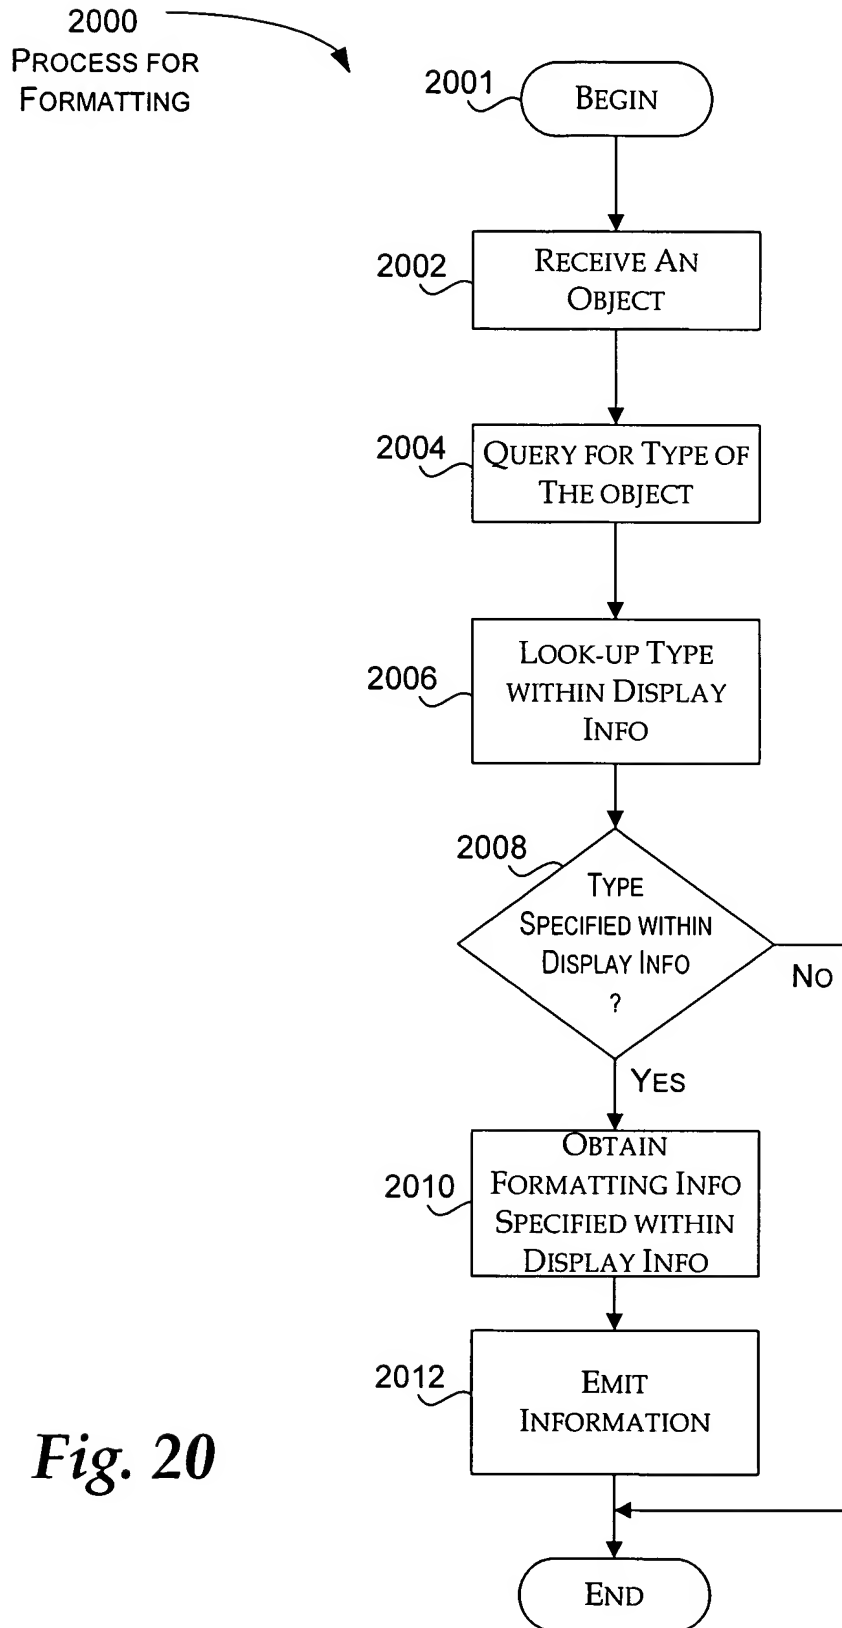 2000
PROCESS FOR
FORMATTING
2001
BEGIN
2002
RECEIVE AN
OBJECT
2004
QUERY FOR TYPE OF
THE OBJECT
2006
LOOK-UP TYPE
WITHIN DISPLAY
INFO
2008
TYPE
SPECIFIED WITHIN
DISPLAY INFO
?
NO
YES
2010
OBTAIN
FORMATTING INFO
SPECIFIED WITHIN
DISPLAY INFO
2012
EMIT
INFORMATION
Fig. 20
END